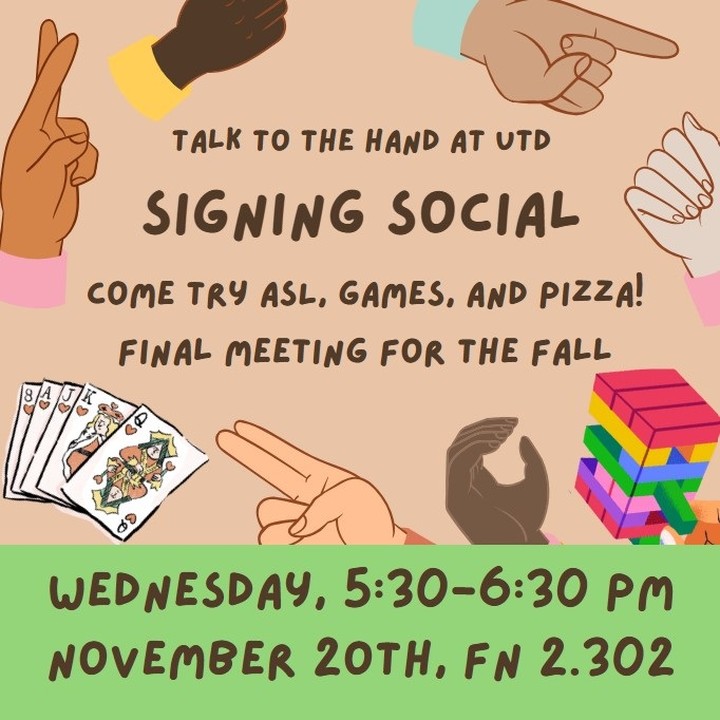 TALK TO THE HAND AT UTD
SIGNING SOCIAL
COME TRY ASL, GAMES, AND PIZZA!
FINAL MEETING FOR THE FALL
8 A J K Q
Q
WEDNESDAY, 5:30-6:30 PM
NOVEMBER 20TH, FN 2.302